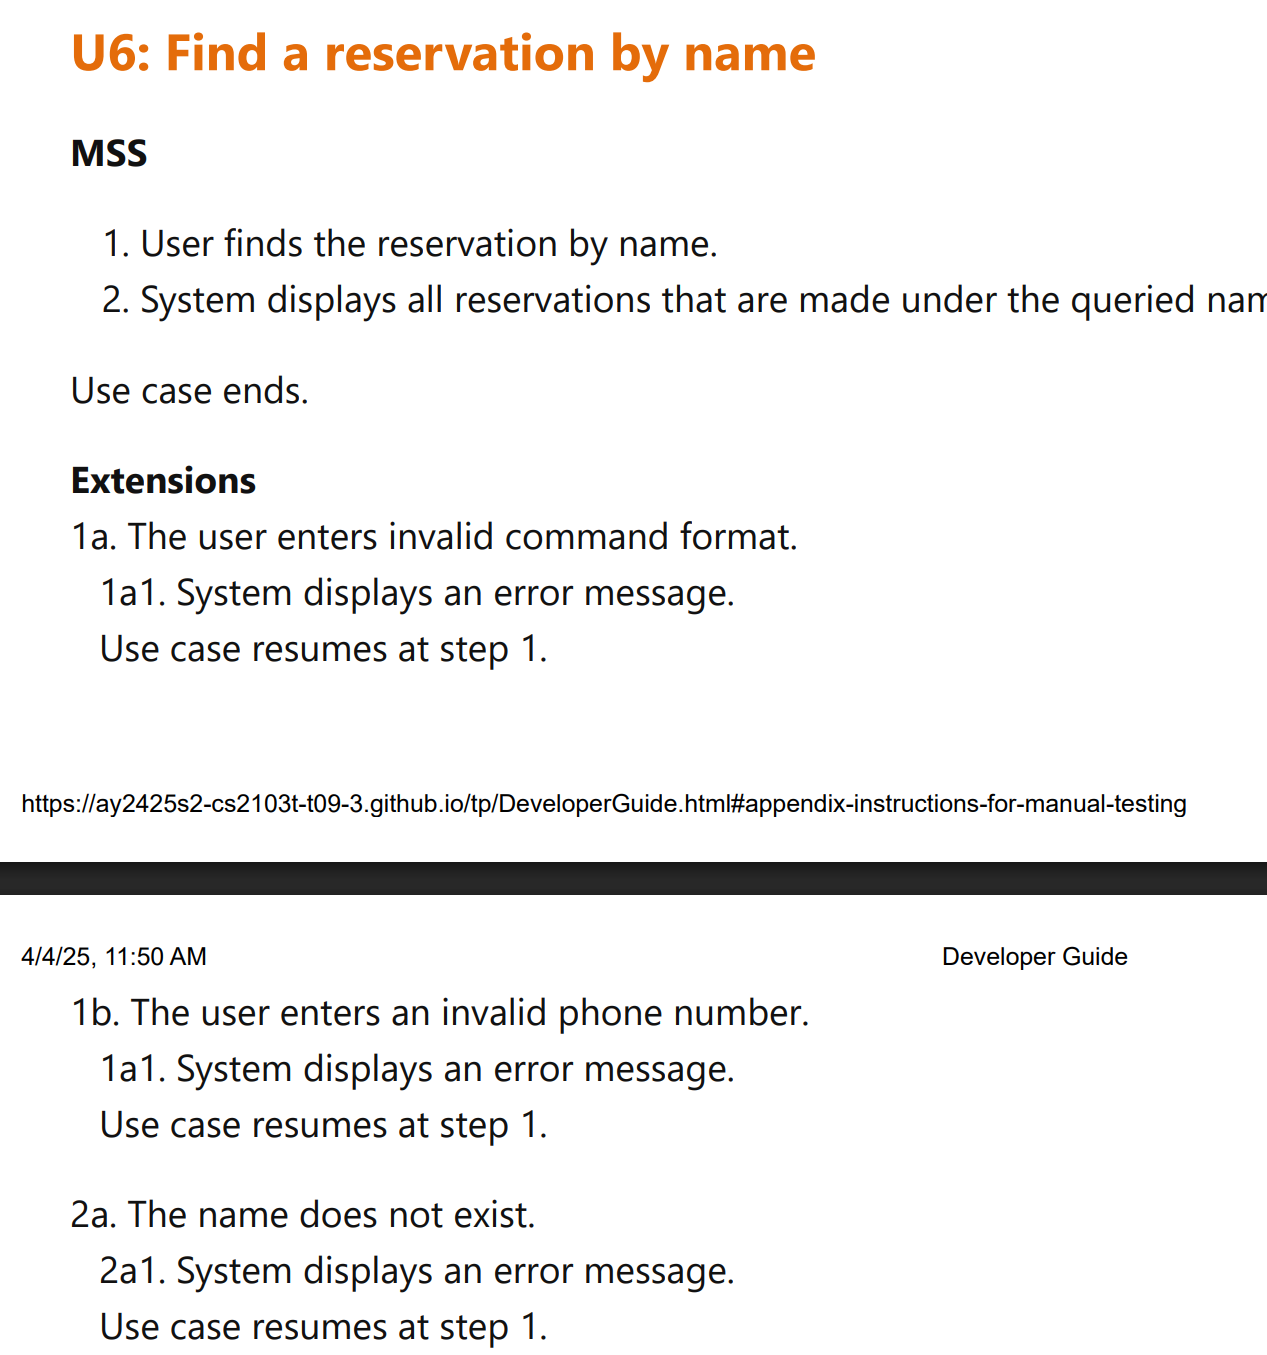 U6: Find a reservation by name
MSS
1. User finds the reservation by name.
2. System displays all reservations that are made under the queried nam
Use case ends.
Extensions
1a. The user enters invalid command format.
1a1. System displays an error message.
Use case resumes at step 1.
https://ay2425s2-cs2103t-t09-3.github.io/tp/DeveloperGuide.html#appendix-instructions-for-manual-testing
4/4/25, 11:50 AM Developer Guide
1b. The user enters an invalid phone number.
1a1. System displays an error message.
Use case resumes at step 1.
2a. The name does not exist.
2a1. System displays an error message.
Use case resumes at step 1.